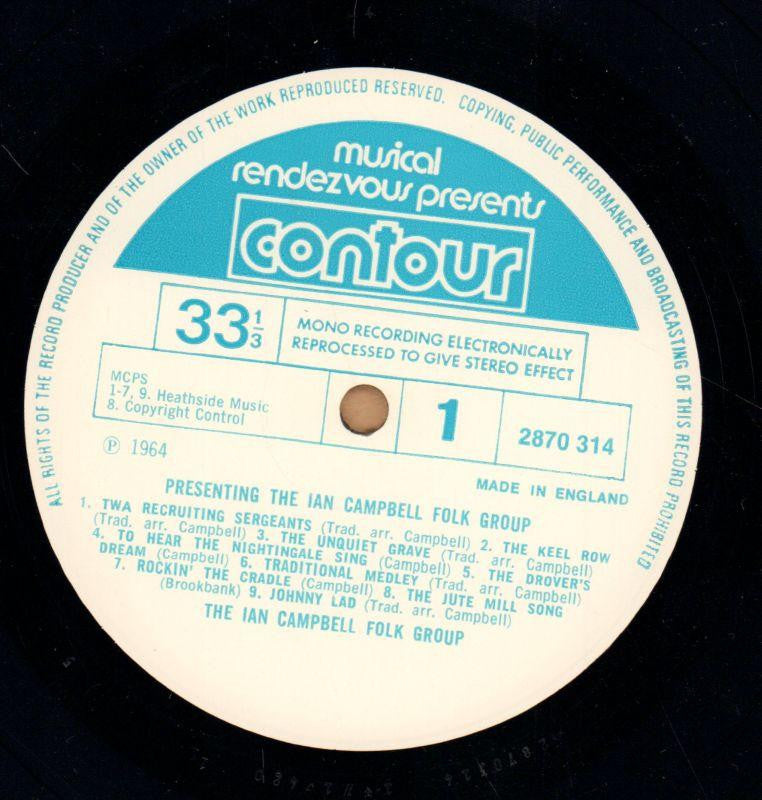 ALL RIGHTS OF THE RECORD PRODUCER AND OF THE OWNER OF THE WORK REPRODUCED RESERVED. COPYING, PUBLIC PERFORMANCE AND BROADCASTING OF THIS RECORD PROHIBITED
musical
rendezvous presents
contour
33 1/3
MONO RECORDING ELECTRONICALLY
REPROCESSED TO GIVE STEREO EFFECT
MCPS
1-7, 9. Heathside Music
8. Copyright Control
1
2870 314
℗ 1964
MADE IN ENGLAND
PRESENTING THE IAN CAMPBELL FOLK GROUP
1. TWA RECRUITING SERGEANTS (Trad. arr. Campbell) 2. THE KEEL ROW
(Trad. arr. Campbell) 3. THE UNQUIET GRAVE (Trad. arr. Campbell)
4. TO HEAR THE NIGHTINGALE SING (Campbell) 5. THE DROVER'S
DREAM (Campbell) 6. TRADITIONAL MEDLEY (Trad. arr. Campbell)
7. ROCKIN' THE CRADLE (Campbell) 8. THE JUTE MILL SONG
(Brookbank) 9. JOHNNY LAD (Trad. arr. Campbell)
THE IAN CAMPBELL FOLK GROUP